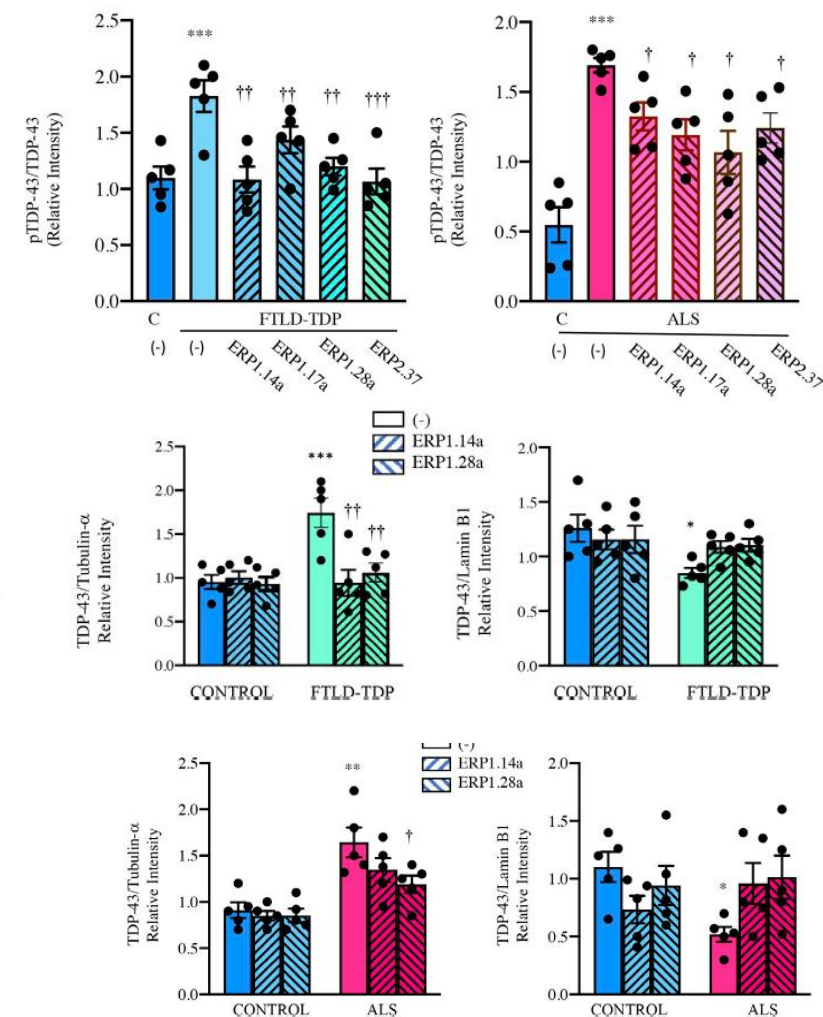 pTDP-43/TDP-43
(Relative Intensity)
2.5
2.0
1.5
1.0
0.5
0.0
***
††
††
††
†††
C
FTLD-TDP
(-)
(-)
ERP1.14a
ERP1.17a
ERP1.28a
ERP2.37
pTDP-43/TDP-43
(Relative Intensity)
2.0
1.5
1.0
0.5
0.0
***
†
†
†
†
C
ALS
(-)
(-)
ERP1.14a
ERP1.17a
ERP1.28a
ERP2.37
(-)
ERP1.14a
ERP1.28a
TDP-43/Tubulin-α
Relative Intensity
2.5
2.0
1.5
1.0
0.5
0.0
***
††
††
CONTROL
FTLD-TDP
TDP-43/Lamin B1
Relative Intensity
2.0
1.5
1.0
0.5
0.0
*
CONTROL
FTLD-TDP
(-)
ERP1.14a
ERP1.28a
TDP-43/Tubulin-α
Relative Intensity
2.5
2.0
1.5
1.0
0.5
0.0
**
†
CONTROL
ALS
TDP-43/Lamin B1
Relative Intensity
2.0
1.5
1.0
0.5
0.0
*
CONTROL
ALS